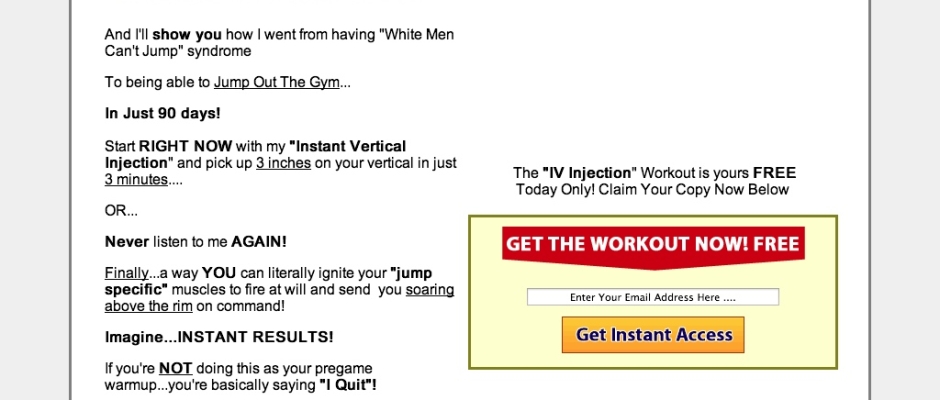 And I'll show you how I went from having "White Men
Can't Jump" syndrome
To being able to Jump Out The Gym...
In Just 90 days!
Start RIGHT NOW with my "Instant Vertical
Injection" and pick up 3 inches on your vertical in just
3 minutes....
OR...
Never listen to me AGAIN!
Finally...a way YOU can literally ignite your "jump
specific" muscles to fire at will and send you soaring
above the rim on command!
Imagine...INSTANT RESULTS!
If you're NOT doing this as your pregame
warmup...you're basically saying "I Quit"!
The "IV Injection" Workout is yours FREE
Today Only! Claim Your Copy Now Below
GET THE WORKOUT NOW! FREE
Enter Your Email Address Here ....
Get Instant Access